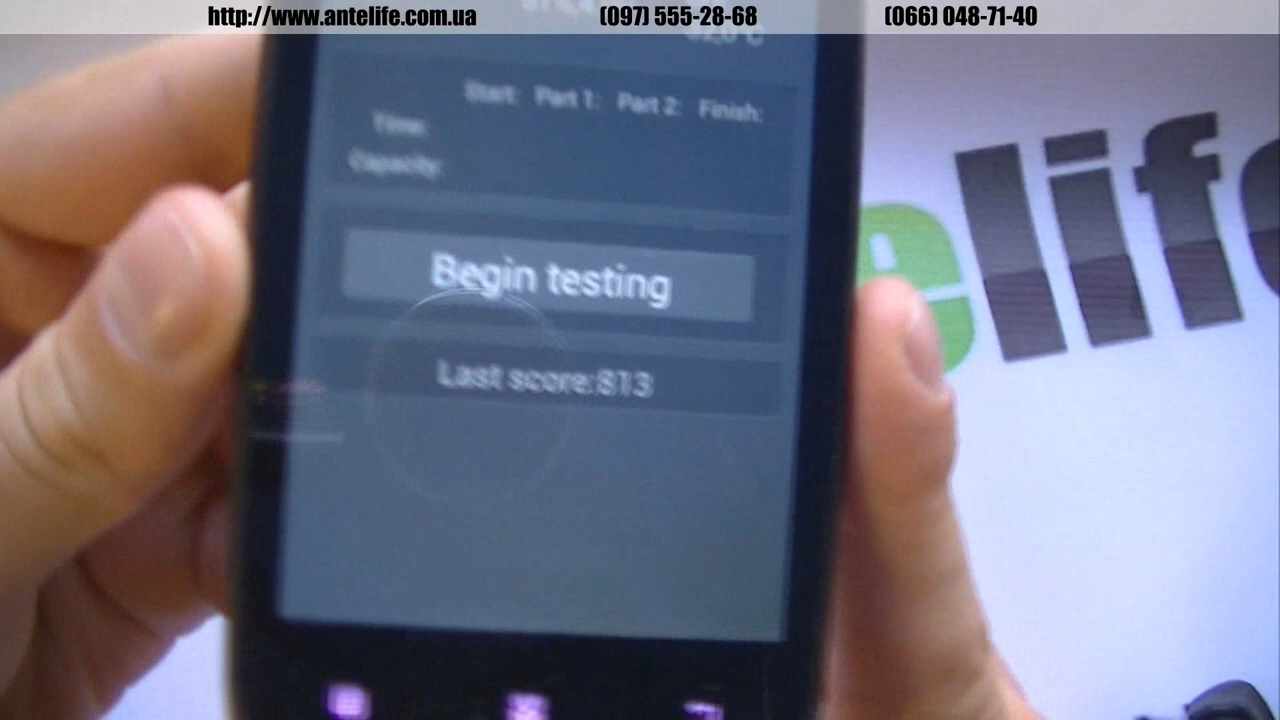 http://www.antelife.com.ua (097) 555-28-68 (066) 048-71-40
Start: Part 1: Part 2: Finish:
Time:
Capacity:
Begin testing
Last score:813
elife